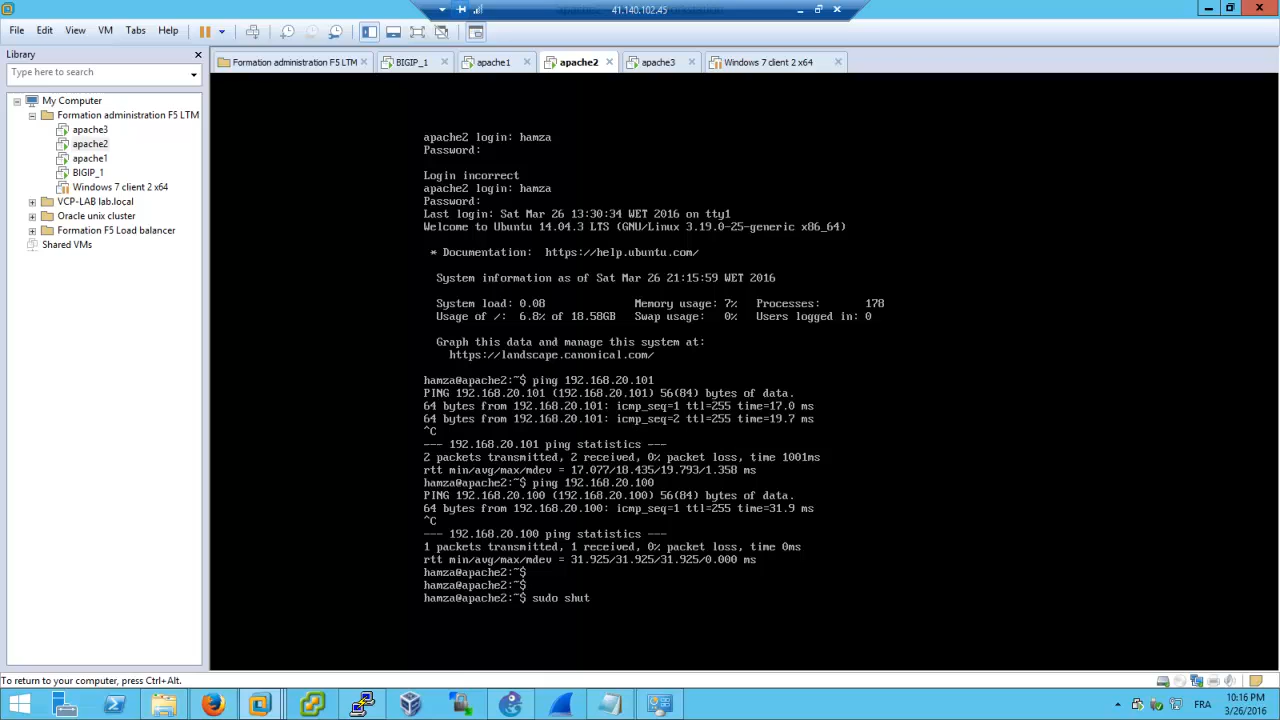 41.140.102.45
File Edit View VM Tabs Help
Library
Type here to search
My Computer
Formation administration F5 LTM
apache3
apache2
apache1
BIGIP_1
Windows 7 client 2 x64
VCP-LAB lab.local
Oracle unix cluster
Formation F5 Load balancer
Shared VMs
Formation administration F5 LTM BIGIP_1 apache1 apache2 apache3 Windows 7 client 2 x64
apache2 login: hamza
Password:
Login incorrect
apache2 login: hamza
Password:
Last login: Sat Mar 26 13:30:34 WET 2016 on tty1
Welcome to Ubuntu 14.04.3 LTS (GNU/Linux 3.19.0-25-generic x86_64)
* Documentation: https://help.ubuntu.com/
System information as of Sat Mar 26 21:15:59 WET 2016
System load: 0.08 Memory usage: 7% Processes: 178
Usage of /: 6.8% of 18.58GB Swap usage: 0% Users logged in: 0
Graph this data and manage this system at:
https://landscape.canonical.com/
hamza@apache2:~$ ping 192.168.20.101
PING 192.168.20.101 (192.168.20.101) 56(84) bytes of data.
64 bytes from 192.168.20.101: icmp_seq=1 ttl=255 time=17.0 ms
64 bytes from 192.168.20.101: icmp_seq=2 ttl=255 time=19.7 ms
^C
--- 192.168.20.101 ping statistics ---
2 packets transmitted, 2 received, 0% packet loss, time 1001ms
rtt min/avg/max/mdev = 17.077/18.435/19.793/1.358 ms
hamza@apache2:~$ ping 192.168.20.100
PING 192.168.20.100 (192.168.20.100) 56(84) bytes of data.
64 bytes from 192.168.20.100: icmp_seq=1 ttl=255 time=31.9 ms
^C
--- 192.168.20.100 ping statistics ---
1 packets transmitted, 1 received, 0% packet loss, time 0ms
rtt min/avg/max/mdev = 31.925/31.925/31.925/0.000 ms
hamza@apache2:~$
hamza@apache2:~$
hamza@apache2:~$ sudo shut
To return to your computer, press Ctrl+Alt.
FRA
10:16 PM
3/26/2016